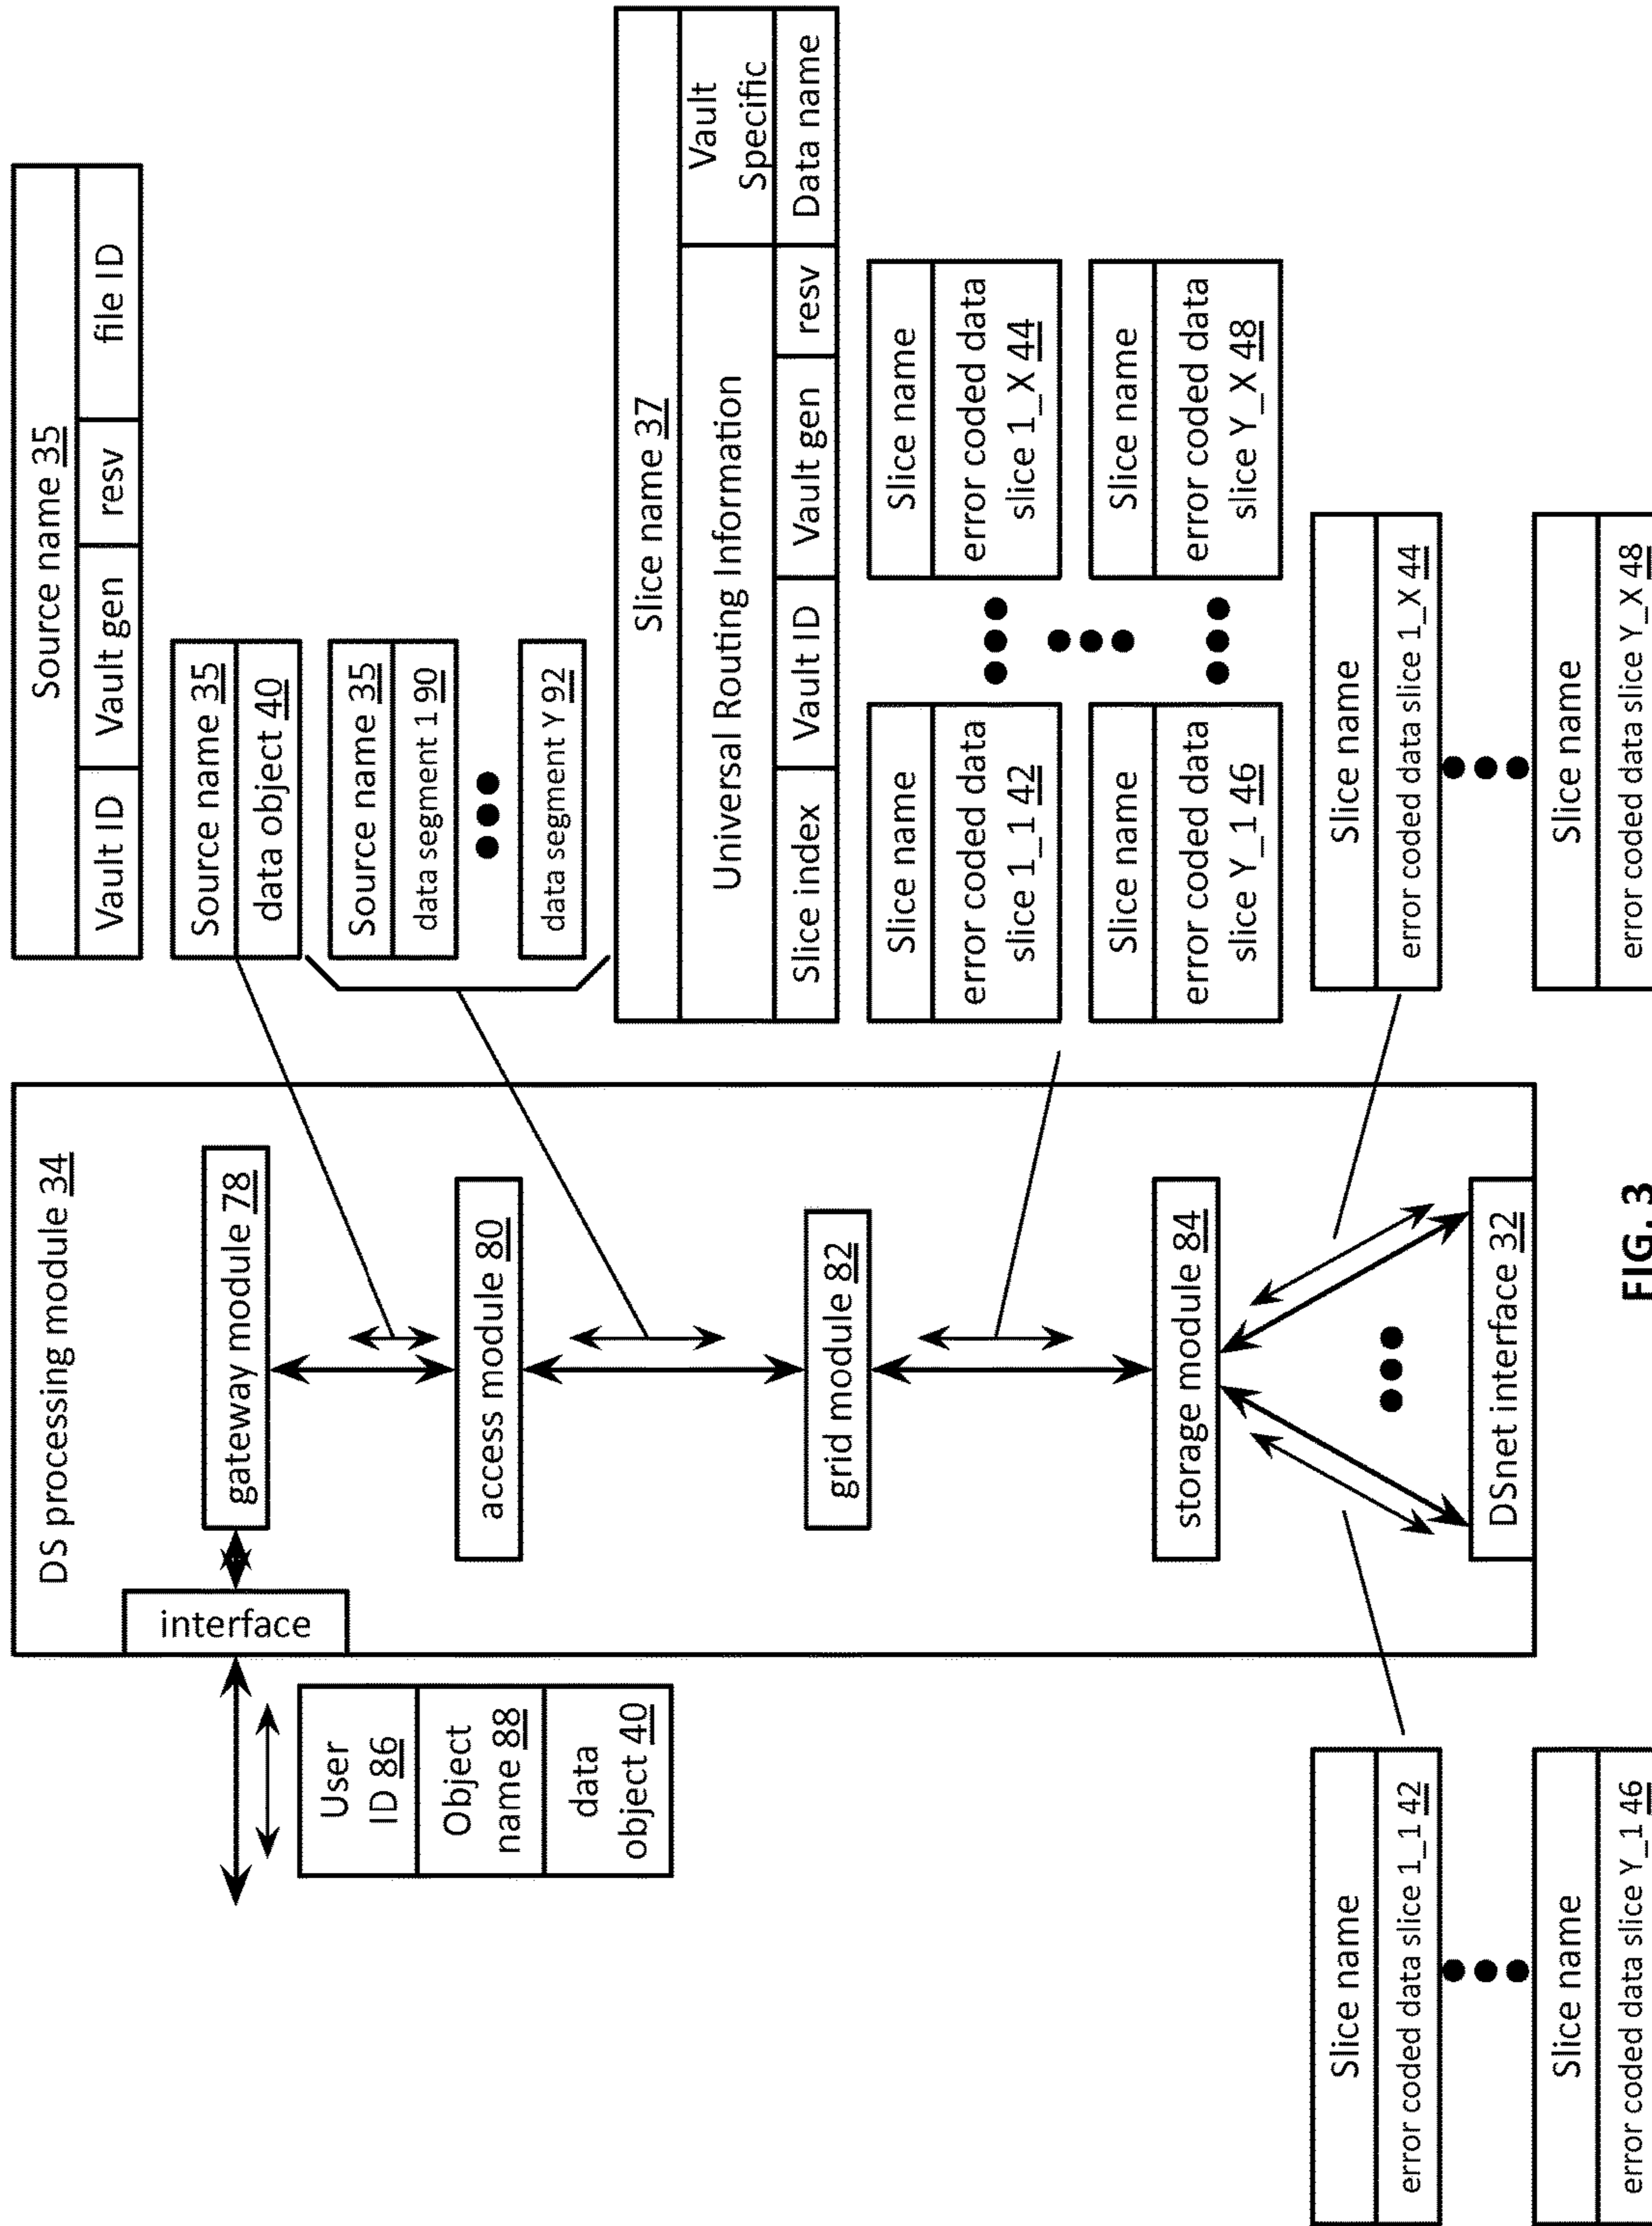 DS processing module 34
interface
gateway module 78
access module 80
grid module 82
storage module 84
DSnet interface 32
User
ID 86
Object
name 88
data
object 40
Source name 35
Vault ID
Vault gen
resv
file ID
Source name 35
data object 40
Source name 35
data segment 1 90
data segment Y 92
Slice name 37
Universal Routing Information
Vault
Specific
Slice index
Vault ID
Vault gen
resv
Data name
Slice name
error coded data
slice 1_1 42
Slice name
error coded data
slice 1_X 44
Slice name
error coded data
slice Y_1 46
Slice name
error coded data
slice Y_X 48
Slice name
error coded data slice 1_1 42
Slice name
error coded data slice Y_1 46
Slice name
error coded data slice 1_X 44
Slice name
error coded data slice Y_X 48
FIG. 3